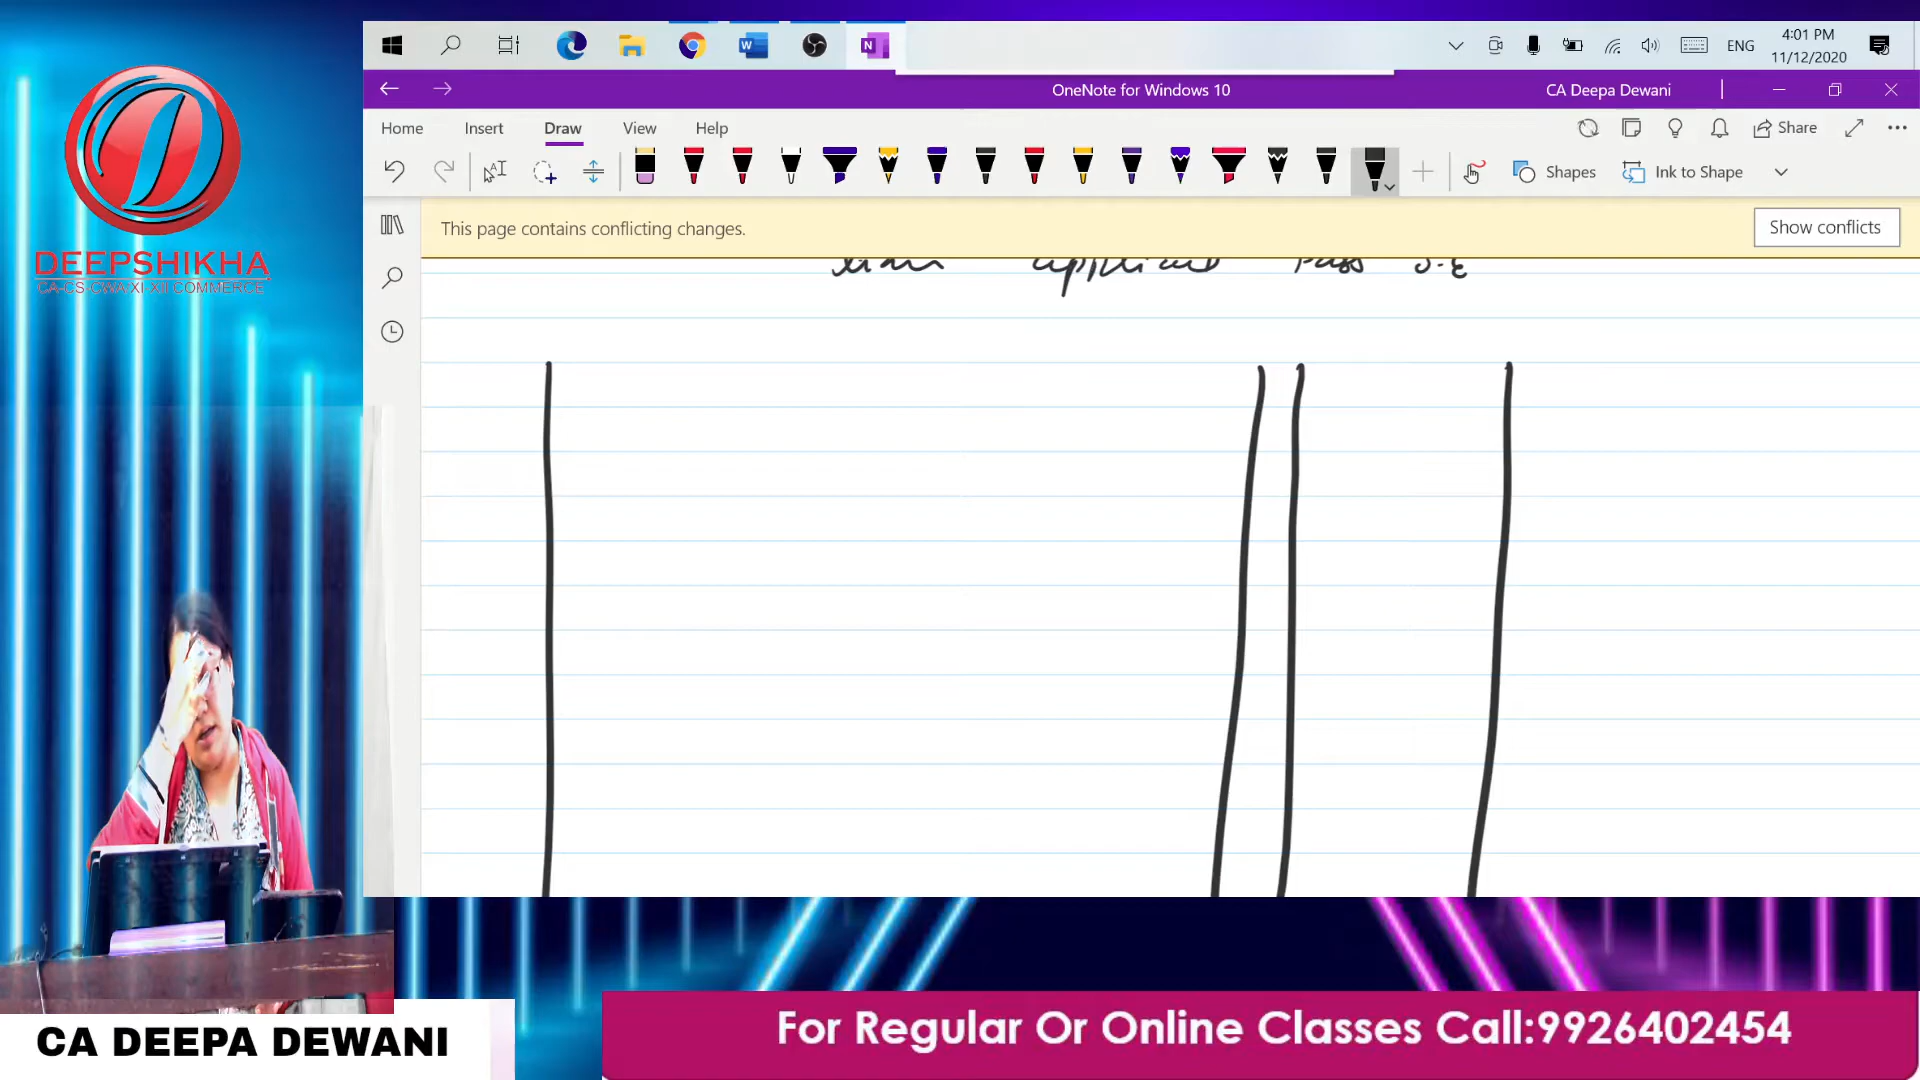 4:01 PM
ENG
11/12/2020
OneNote for Windows 10
CA Deepa Dewani
Home Insert Draw View Help
Share
Shapes
Ink to Shape
This page contains conflicting changes.
Show conflicts
DEEPSHIKHA
CA-CS-CWA/XI-XII COMMERCE
Pass
CA DEEPA DEWANI
For Regular Or Online Classes Call:9926402454